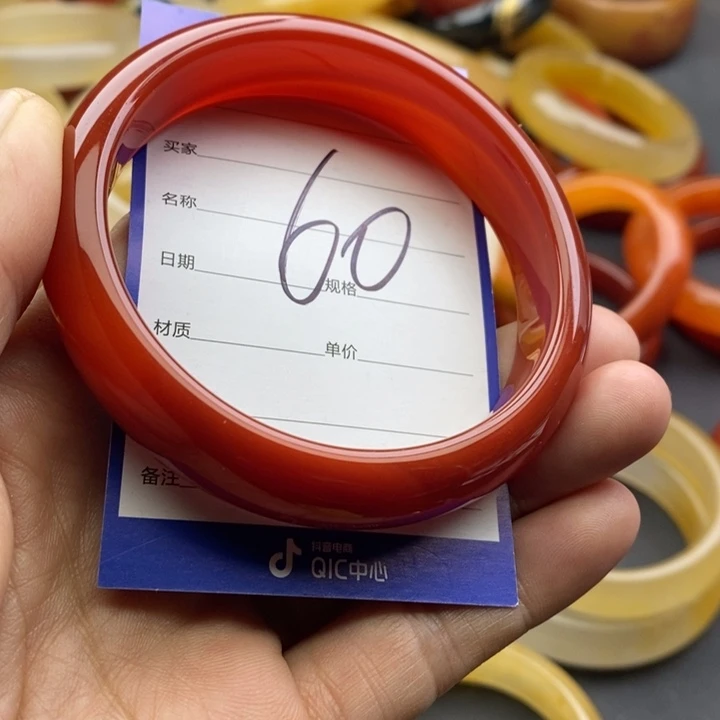 买家
60
名称
日期 规格
材质 单价
备注
抖音电商
QIC中心